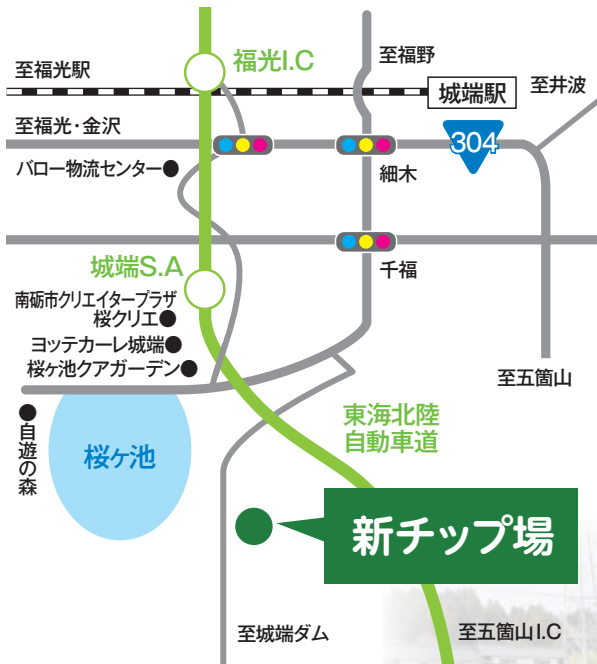 至福光駅
福光I.C
至福野
城端駅
至井波
至福光・金沢
304
バロー物流センター
細木
城端S.A
千福
南砺市クリエイタープラザ
桜クリエ
ヨッテカーレ城端
桜ヶ池クアガーデン
至五箇山
自遊の森
桜ヶ池
東海北陸
自動車道
新チップ場
至城端ダム
至五箇山I.C